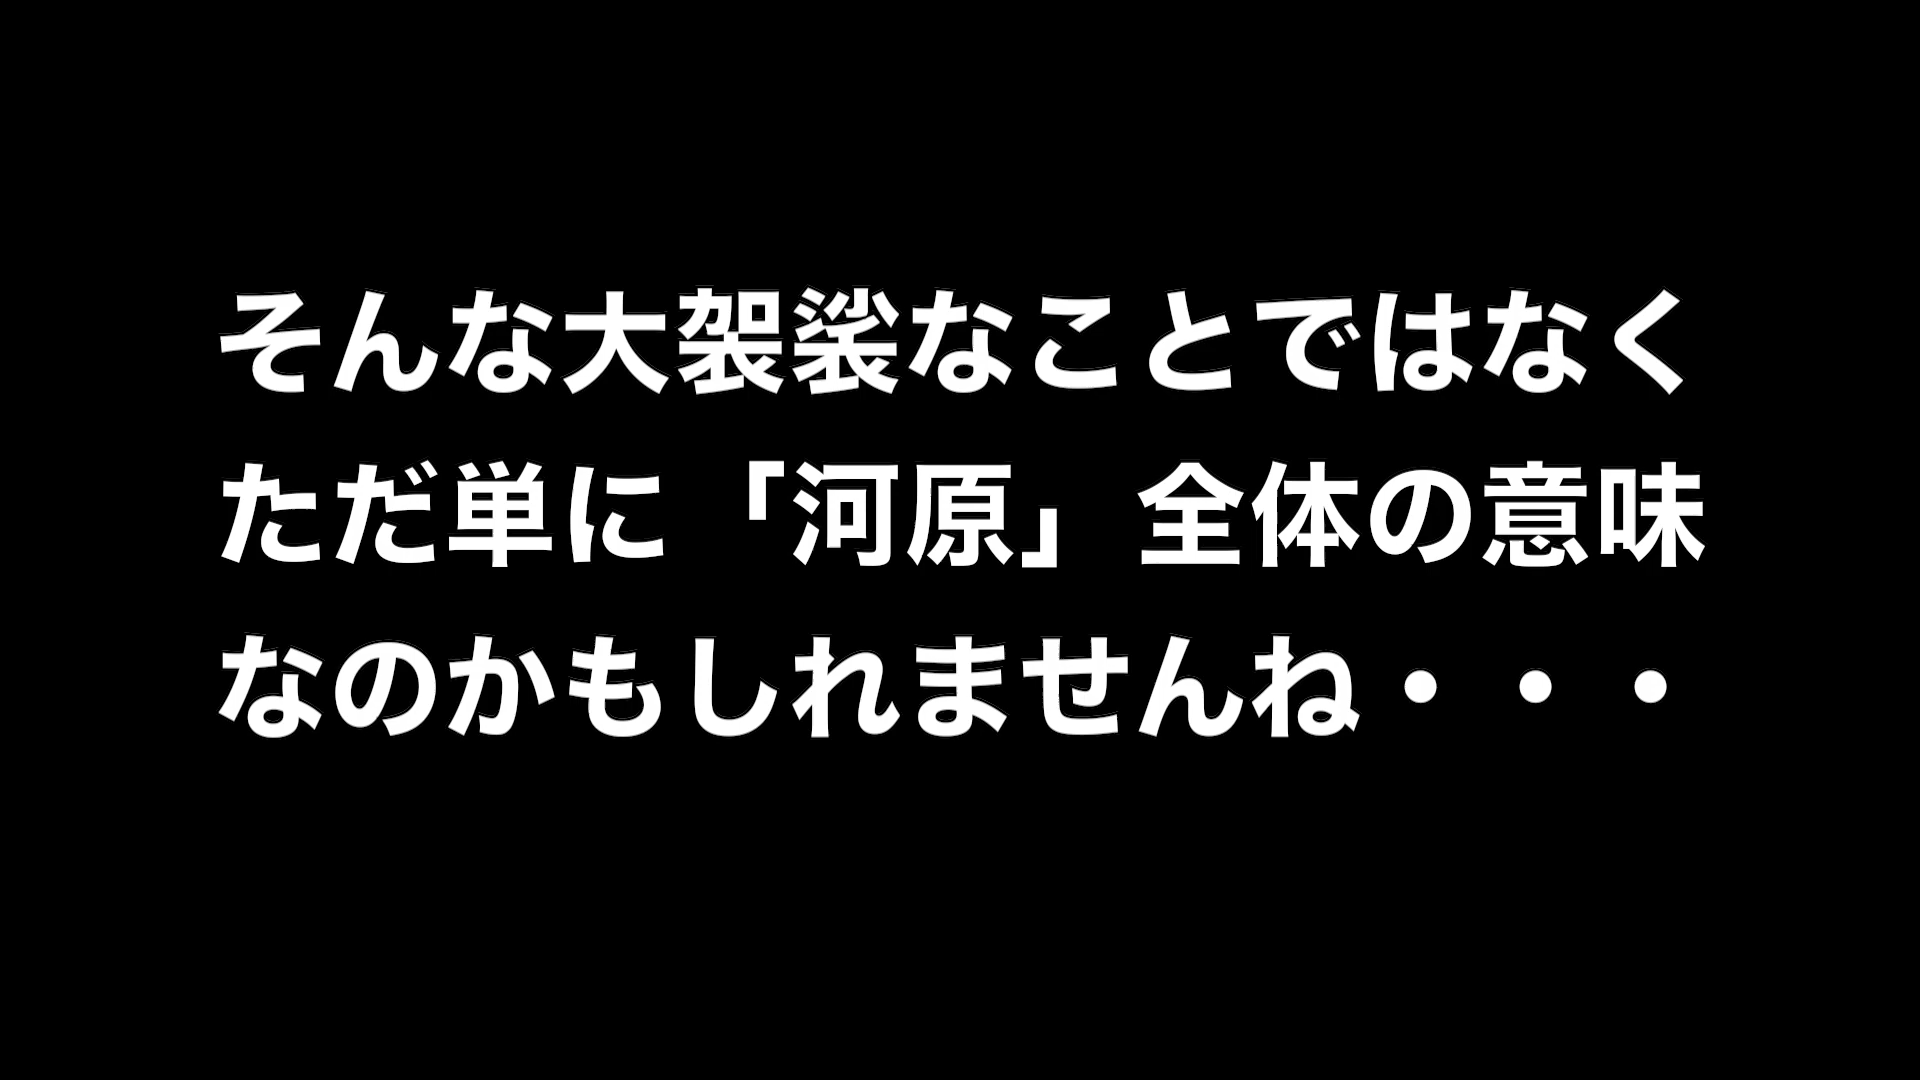 そんな大袈裟なことではなく
ただ単に「河原」全体の意味
なのかもしれませんね・・・